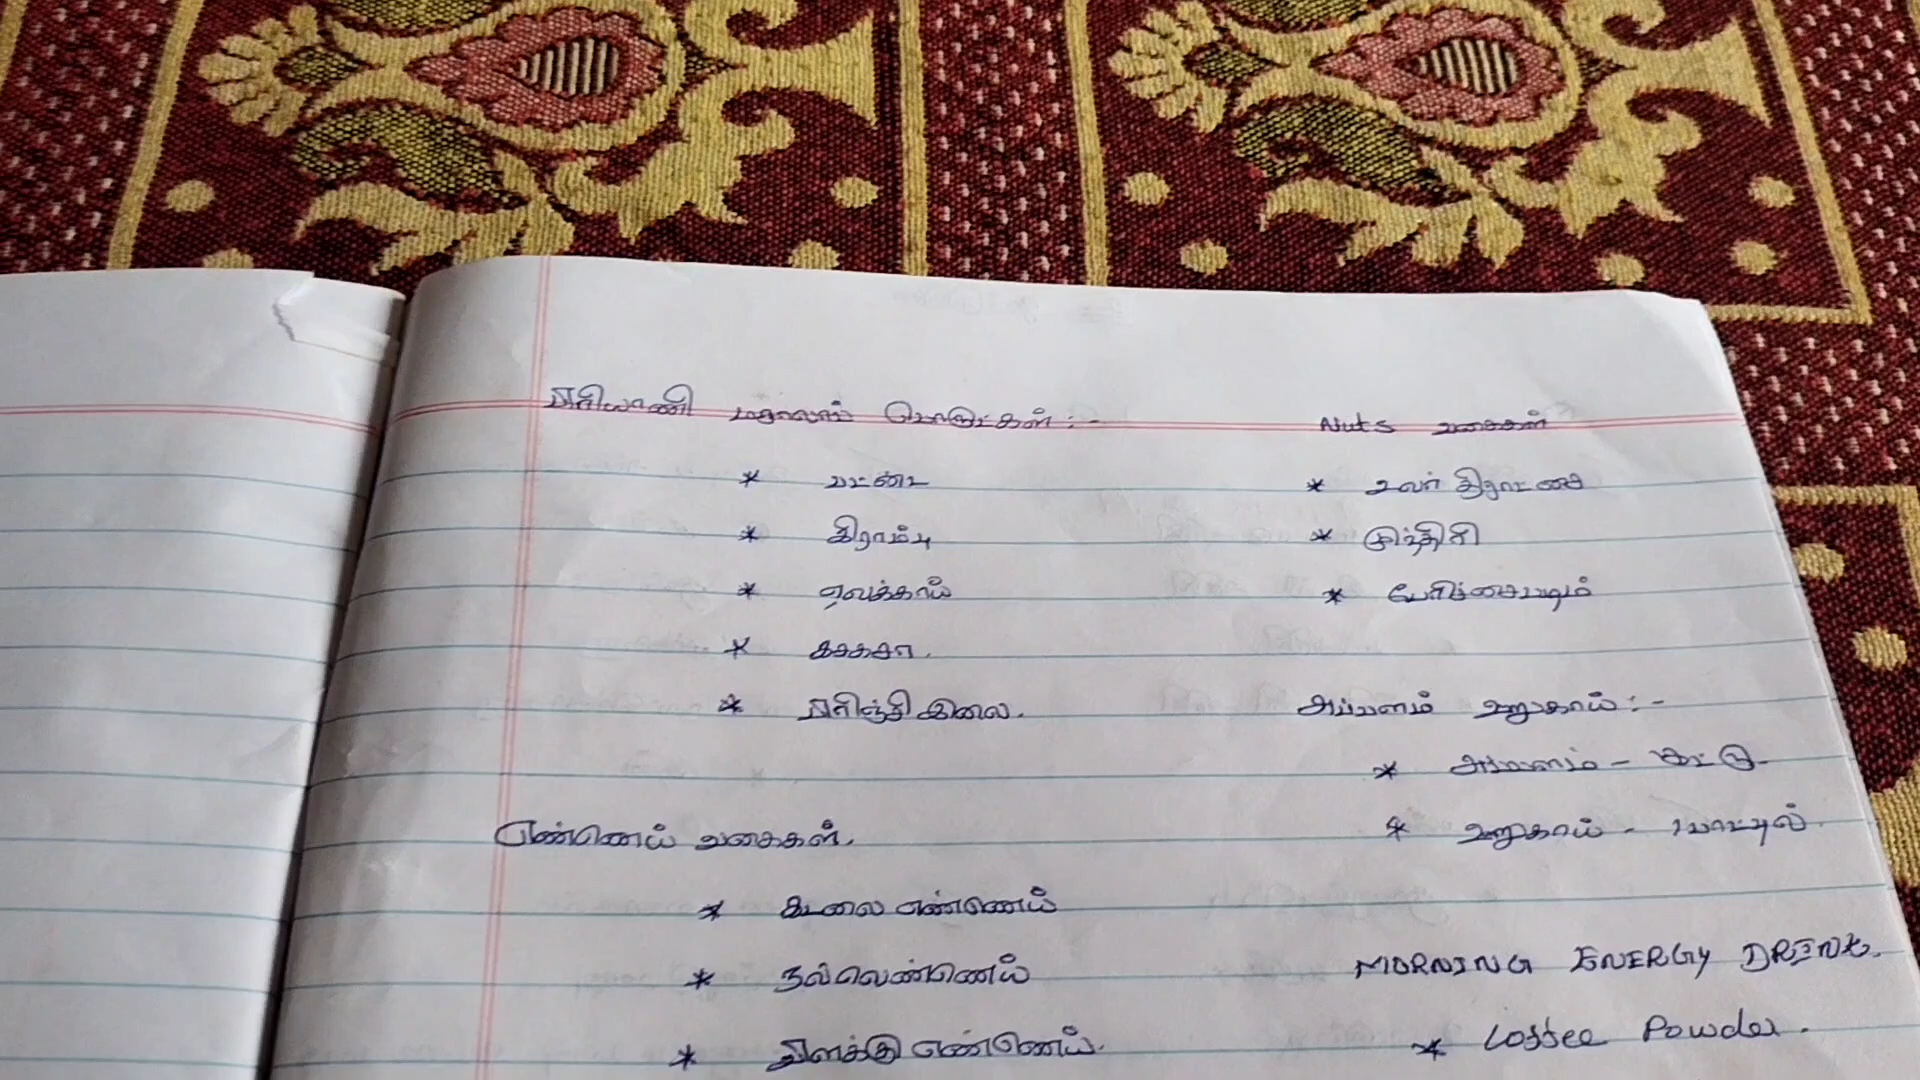 பிரியாணி மசாலாப் பொருட்கள் :-
* பட்டை
* கிராம்பு
* ஏலக்காய்
* கசகசா.
* பிரிஞ்சி இலை.
எண்ணெய் வகைகள்.
* கடலை எண்ணெய்
* நல்லெண்ணெய்
* விளக்கு எண்ணெய்.
Nuts வகைகள்
* உலர் திராட்சை
* முந்திரி
* பேரிச்சைபழம்
அப்பளம் ஊறுகாய் :-
* அப்பளம் - கட்டு.
* ஊறுகாய் - பாட்டில்.
MORNING ENERGY DRINK.
* Coffee Powder.